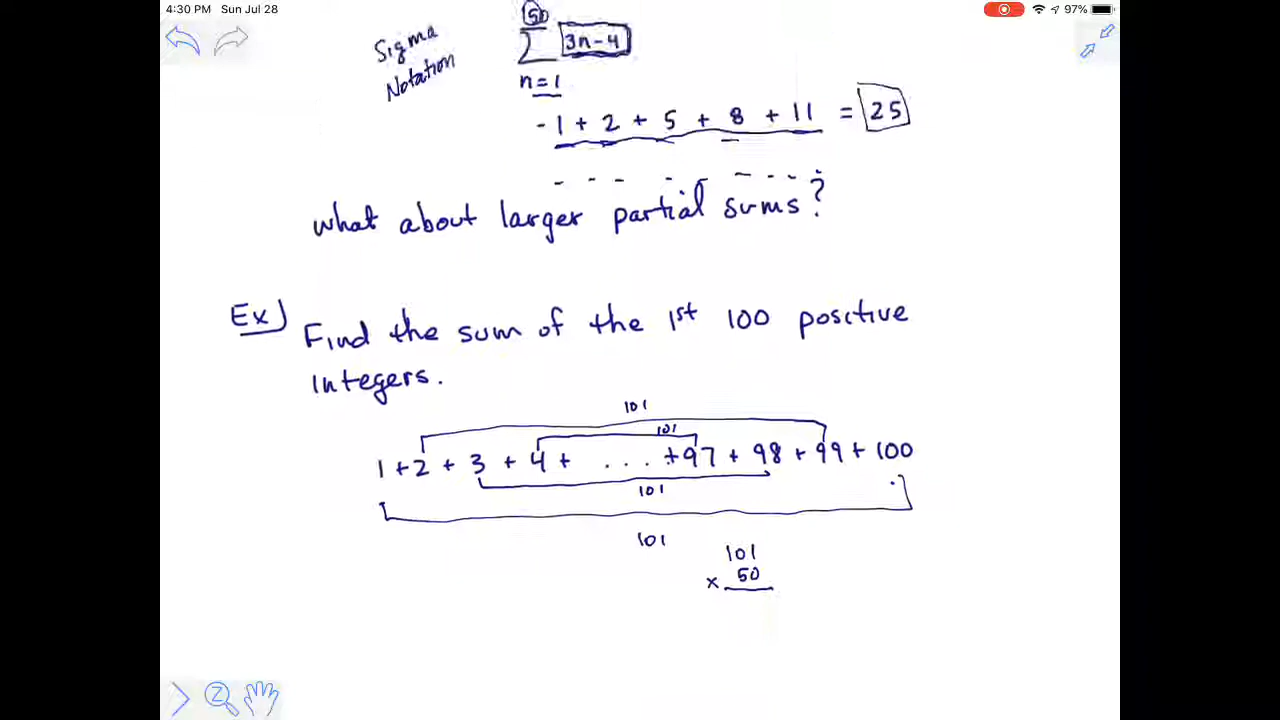 4:30 PM Sun Jul 28
97%
50
Sigma
Notation
∑ 3n-4
n=1
-1 + 2 + 5 + 8 + 11 = 25
what about larger partial sums?
Ex) Find the sum of the 1st 100 positive
integers.
101
101
1 + 2 + 3 + 4 + ... + 97 + 98 + 99 + 100
101
101
101
x 50
Z